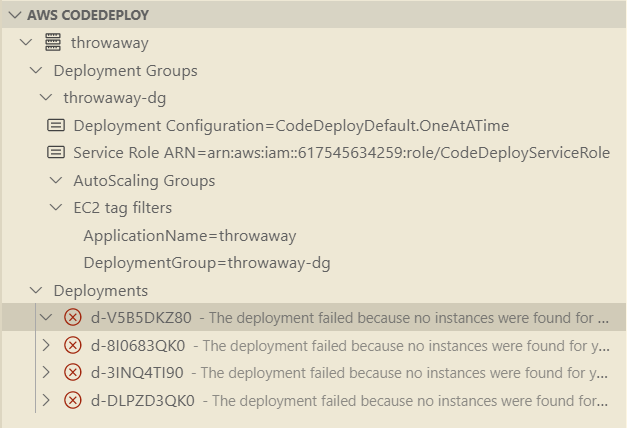 AWS CODEDEPLOY
throwaway
Deployment Groups
throwaway-dg
Deployment Configuration=CodeDeployDefault.OneAtATime
Service Role ARN=arn:aws:iam::617545634259:role/CodeDeployServiceRole
AutoScaling Groups
EC2 tag filters
ApplicationName=throwaway
DeploymentGroup=throwaway-dg
Deployments
d-V5B5DKZ80 - The deployment failed because no instances were found for ...
d-8I0683QK0 - The deployment failed because no instances were found for y...
d-3INQ4TI90 - The deployment failed because no instances were found for y...
d-DLPZD3QK0 - The deployment failed because no instances were found for...